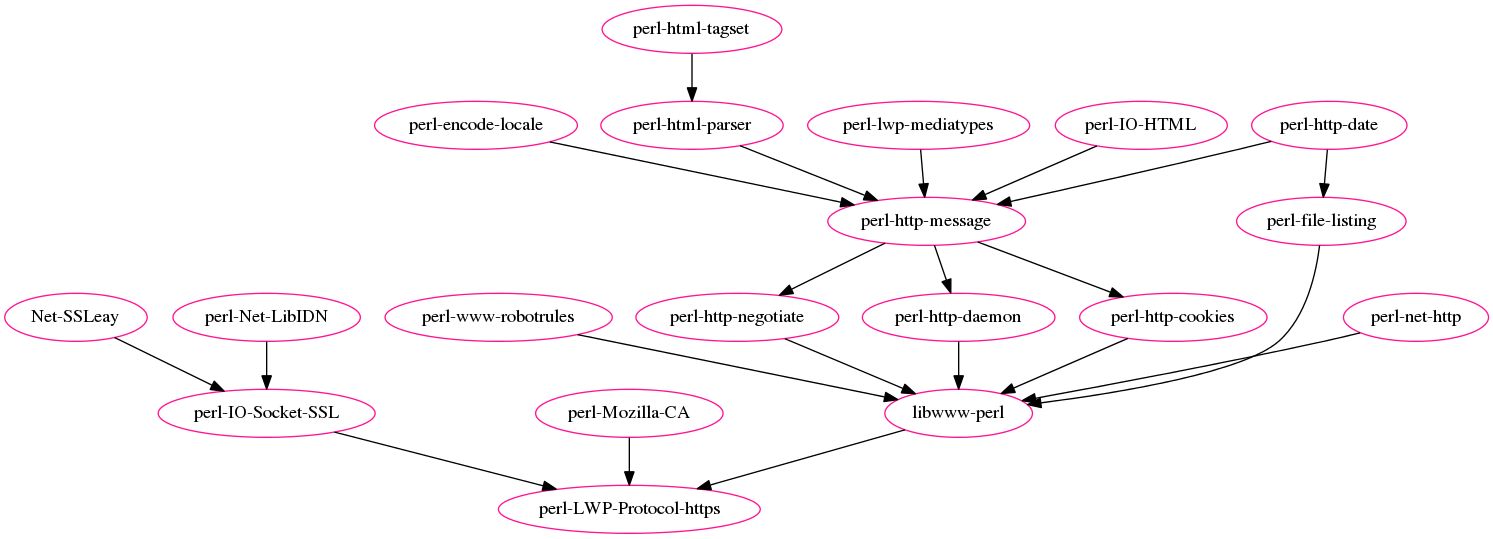 perl-html-tagset
perl-encode-locale
perl-html-parser
perl-lwp-mediatypes
perl-IO-HTML
perl-http-date
perl-http-message
perl-file-listing
Net-SSLeay
perl-Net-LibIDN
perl-www-robotrules
perl-http-negotiate
perl-http-daemon
perl-http-cookies
perl-net-http
perl-IO-Socket-SSL
perl-Mozilla-CA
libwww-perl
perl-LWP-Protocol-https